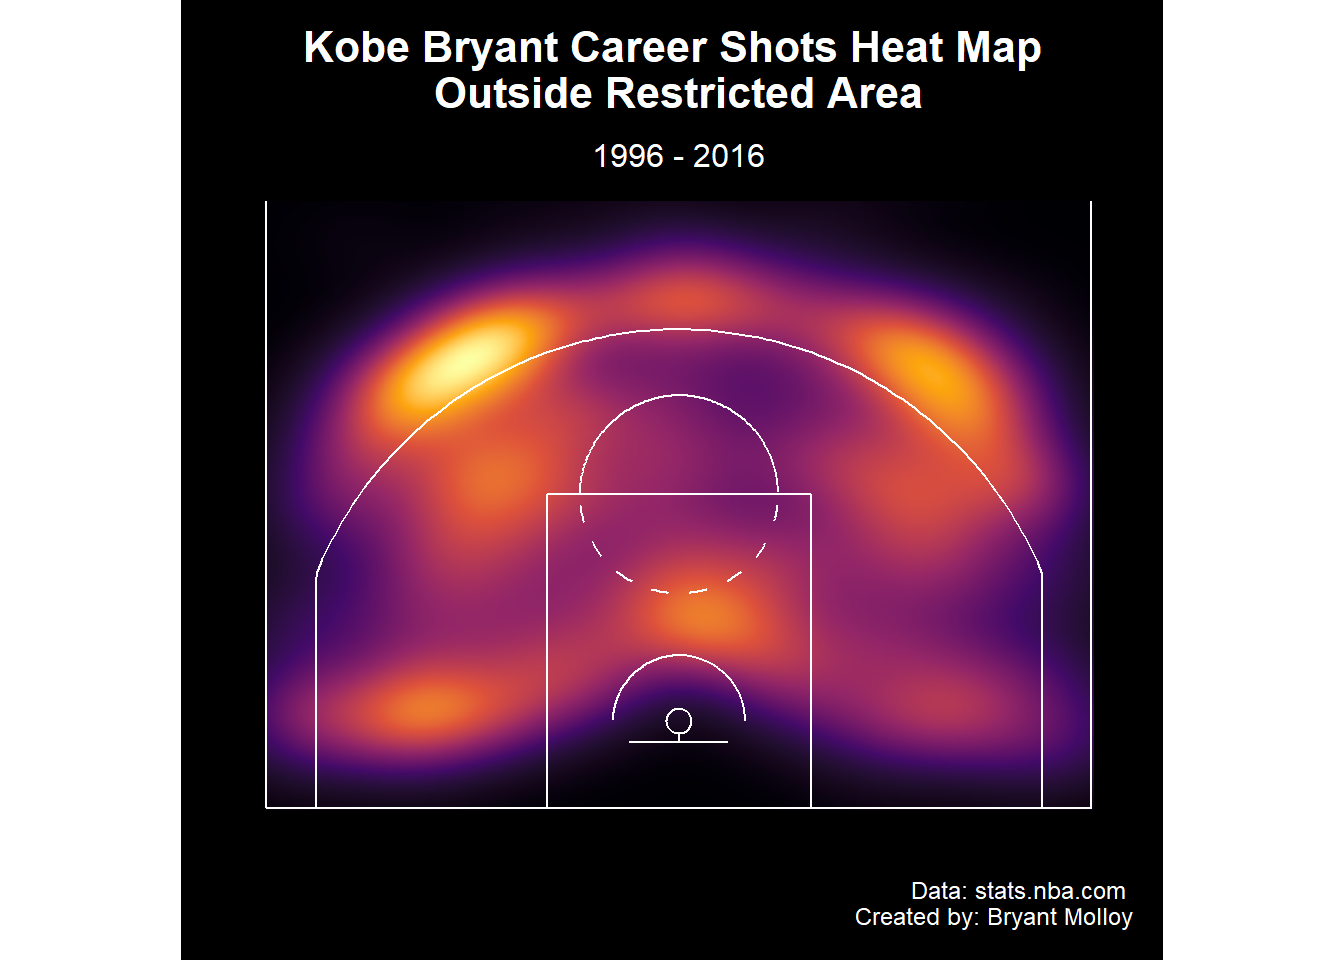 Kobe Bryant Career Shots Heat Map
Outside Restricted Area
1996 - 2016
Data: stats.nba.com
Created by: Bryant Molloy